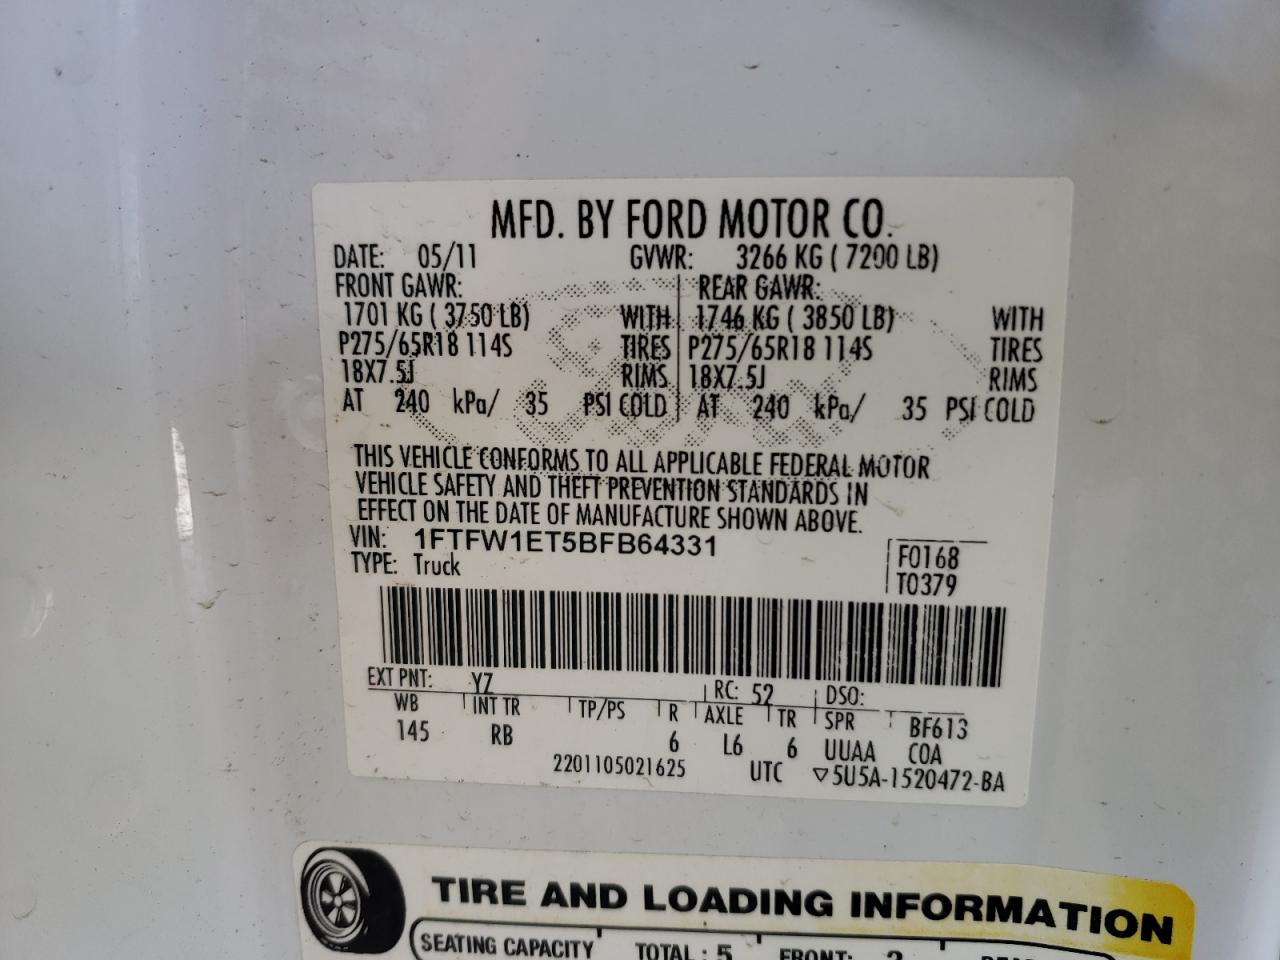 MFD. BY FORD MOTOR CO.
DATE: 05/11 GVWR: 3266 KG ( 7200 LB)
FRONT GAWR: REAR GAWR:
1701 KG ( 3750 LB) WITH 1746 KG ( 3850 LB) WITH
P275/65R18 114S TIRES P275/65R18 114S TIRES
18X7.5J RIMS 18X7.5J RIMS
AT 240 kPa/ 35 PSI COLD AT 240 kPa/ 35 PSI COLD
THIS VEHICLE CONFORMS TO ALL APPLICABLE FEDERAL MOTOR
VEHICLE SAFETY AND THEFT PREVENTION STANDARDS IN
EFFECT ON THE DATE OF MANUFACTURE SHOWN ABOVE.
VIN: 1FTFW1ET5BFB64331 F0168
TYPE: Truck T0379
EXT PNT: YZ RC: 52 DSO:
WB INT TR TP/PS R AXLE TR SPR BF613
145 RB 6 L6 6 UUAA COA
2201105021625 UTC ▽5U5A-1520472-BA
TIRE AND LOADING INFORMATION
SEATING CAPACITY TOTAL : 5 FRONT: 2